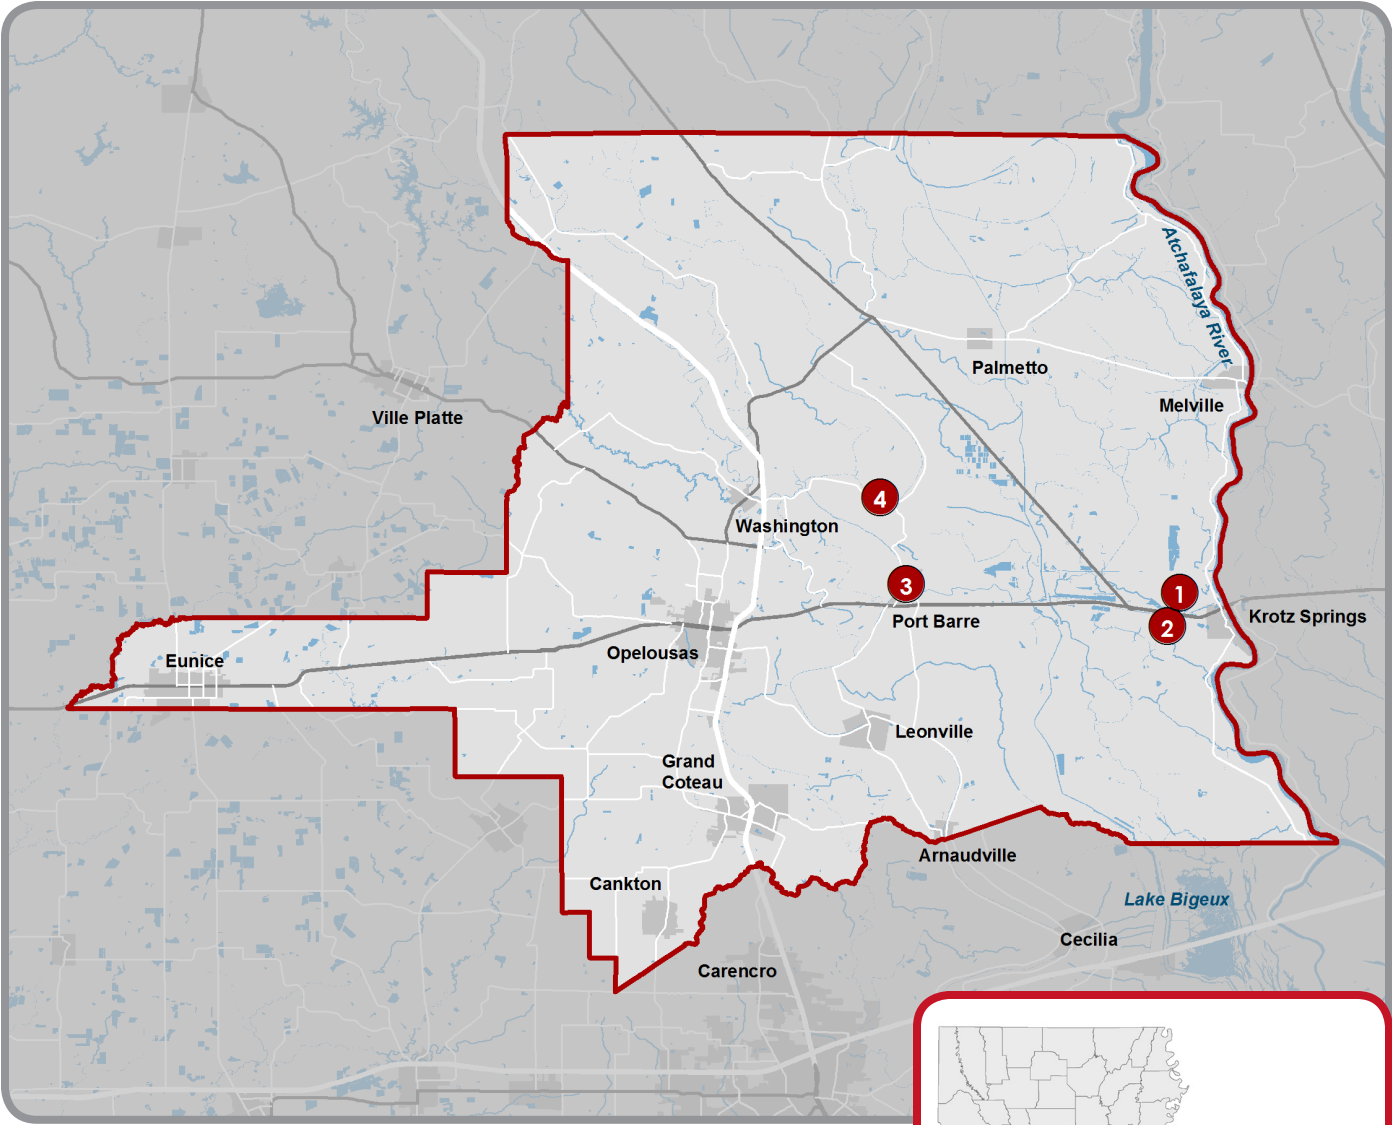 Atchafalaya River
Palmetto
Melville
Ville Platte
4
Washington
3
1
Port Barre
2
Krotz Springs
Opelousas
Eunice
Leonville
Grand
Coteau
Arnaudville
Cankton
Lake Bigeux
Cecilia
Carencro